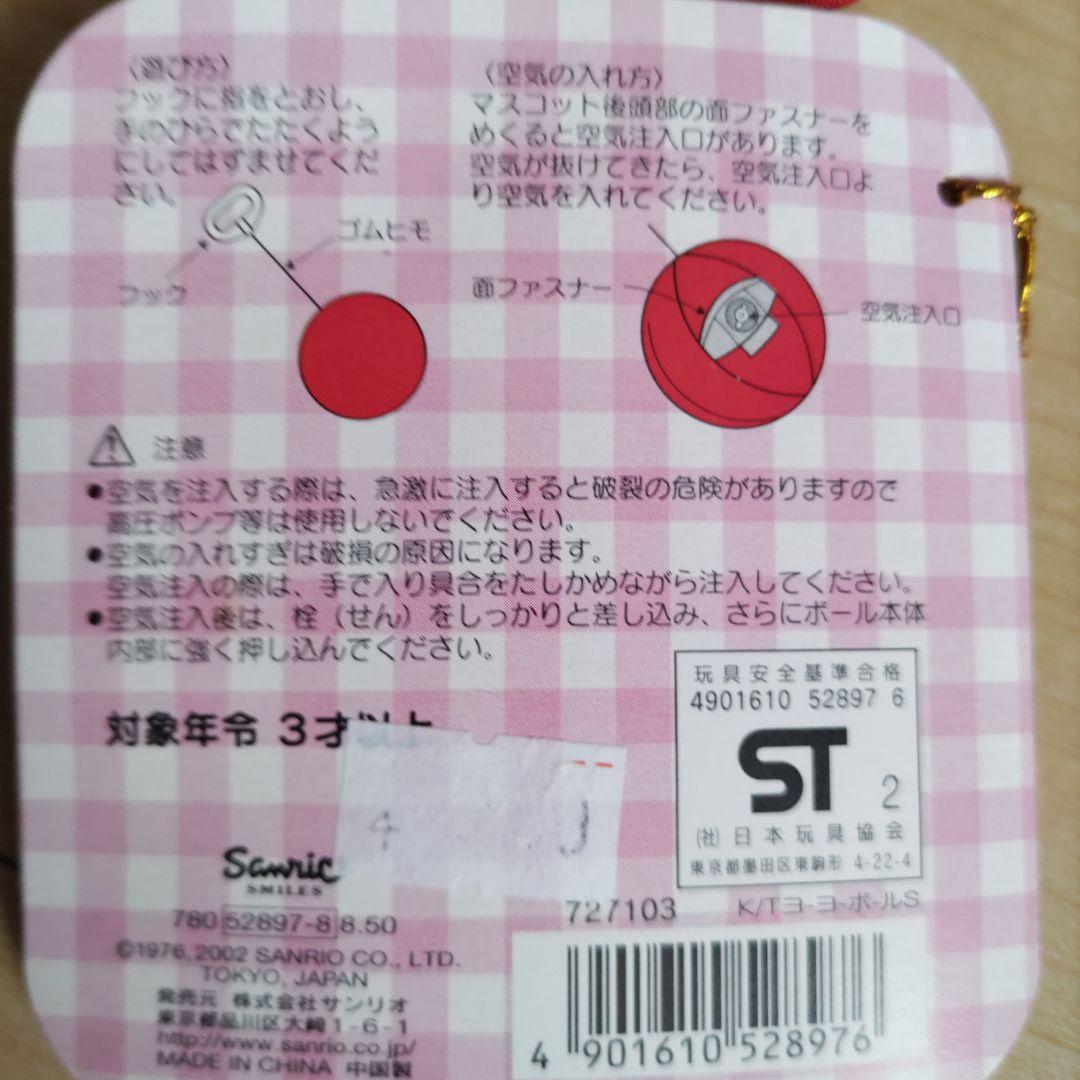 〈遊び方〉
フックに指をとおし、
手のひらでたたくよう
にしてはずませてくだ
さい。
ゴムヒモ
フック
〈空気の入れ方〉
マスコット後頭部の面ファスナーを
めくると空気注入口があります。
空気が抜けてきたら、空気注入口よ
り空気を入れてください。
面ファスナー
空気注入口
注意
●空気を注入する際は、急激に注入すると破裂の危険がありますので
高圧ポンプ等は使用しないでください。
●空気の入れすぎは破損の原因になります。
空気注入の際は、手で入り具合をたしかめながら注入してください。
●空気注入後は、栓（せん）をしっかりと差し込み、さらにボール本体
内部に強く押し込んでください。
対象年令 3才以上
玩具安全基準合格
4901610 52897 6
ST 2
(社)日本玩具協会
東京都墨田区東駒形 4-22-4
Sanrio
SMILES
780 52897-8 8.50
©1976,2002 SANRIO CO., LTD.
TOKYO, JAPAN
発売元 株式会社サンリオ
東京都品川区大崎1-6-1
http://www.sanrio.co.jp/
MADE IN CHINA 中国製
727103
K/TヨーヨーボールS
4 901610 528976